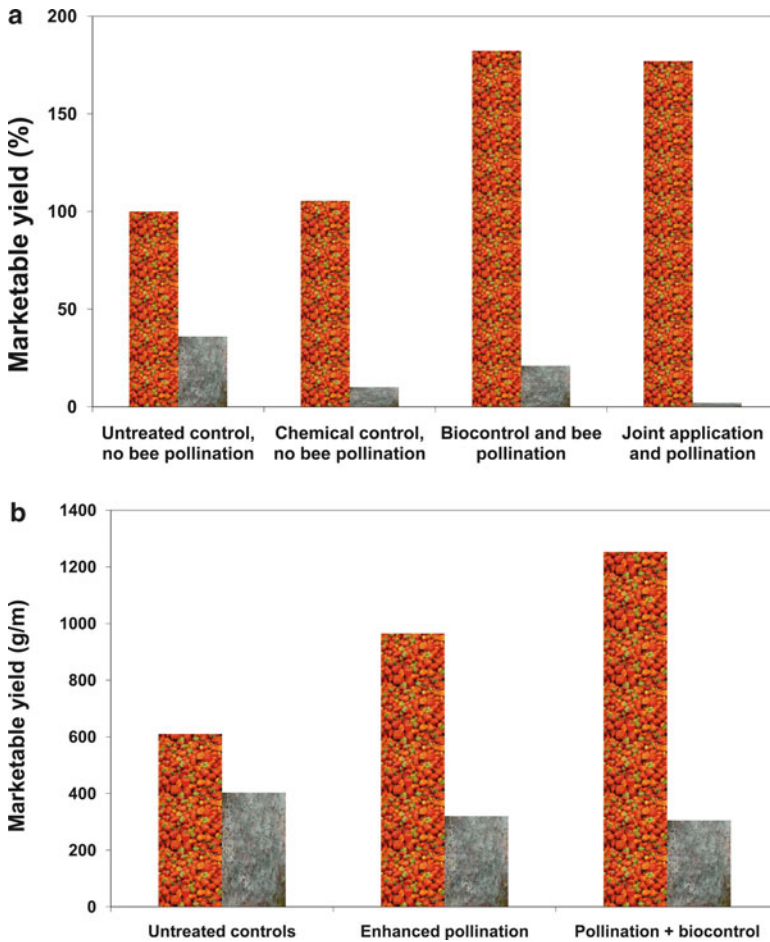 a
Marketable yield (%)
200
150
100
50
0
Untreated control,
no bee pollination
Chemical control,
no bee pollination
Biocontrol and bee
pollination
Joint application
and pollination
b
Marketable yield (g/m)
1400
1200
1000
800
600
400
200
0
Untreated controls
Enhanced pollination
Pollination + biocontrol